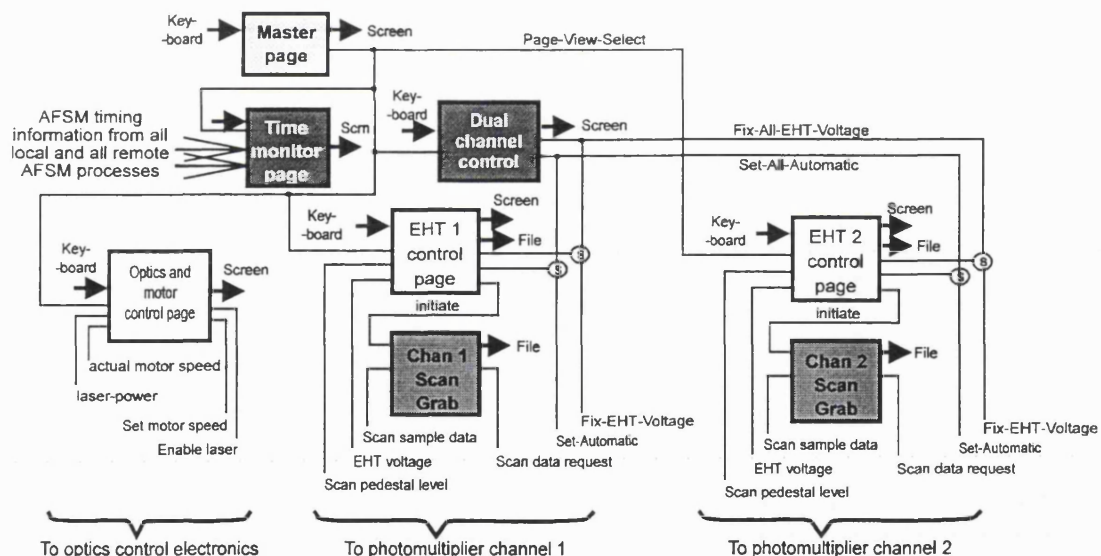 Key-
-board
Master
page
Screen
Page-View-Select
AFSM timing
information from all
local and all remote
AFSM processes
Time
monitor
page
Scrn
Key-
-board
Dual
channel
control
Screen
Fix-All-EHT-Voltage
Set-All-Automatic
Key-
-board
Optics and
motor
control page
Screen
actual motor speed
laser-power
Set motor speed
Enable laser
Key-
-board
EHT 1
control
page
Screen
File
S
S
initiate
Chan 1
Scan
Grab
File
Fix-EHT-Voltage
Set-Automatic
Scan sample data
EHT voltage
Scan data request
Scan pedestal level
Key-
-board
EHT 2
control
page
Screen
File
S
S
initiate
Chan 2
Scan
Grab
File
Fix-EHT-Voltage
Set-Automatic
Scan sample data
EHT voltage
Scan data request
Scan pedestal level
To optics control electronics
To photomultiplier channel 1
To photomultiplier channel 2